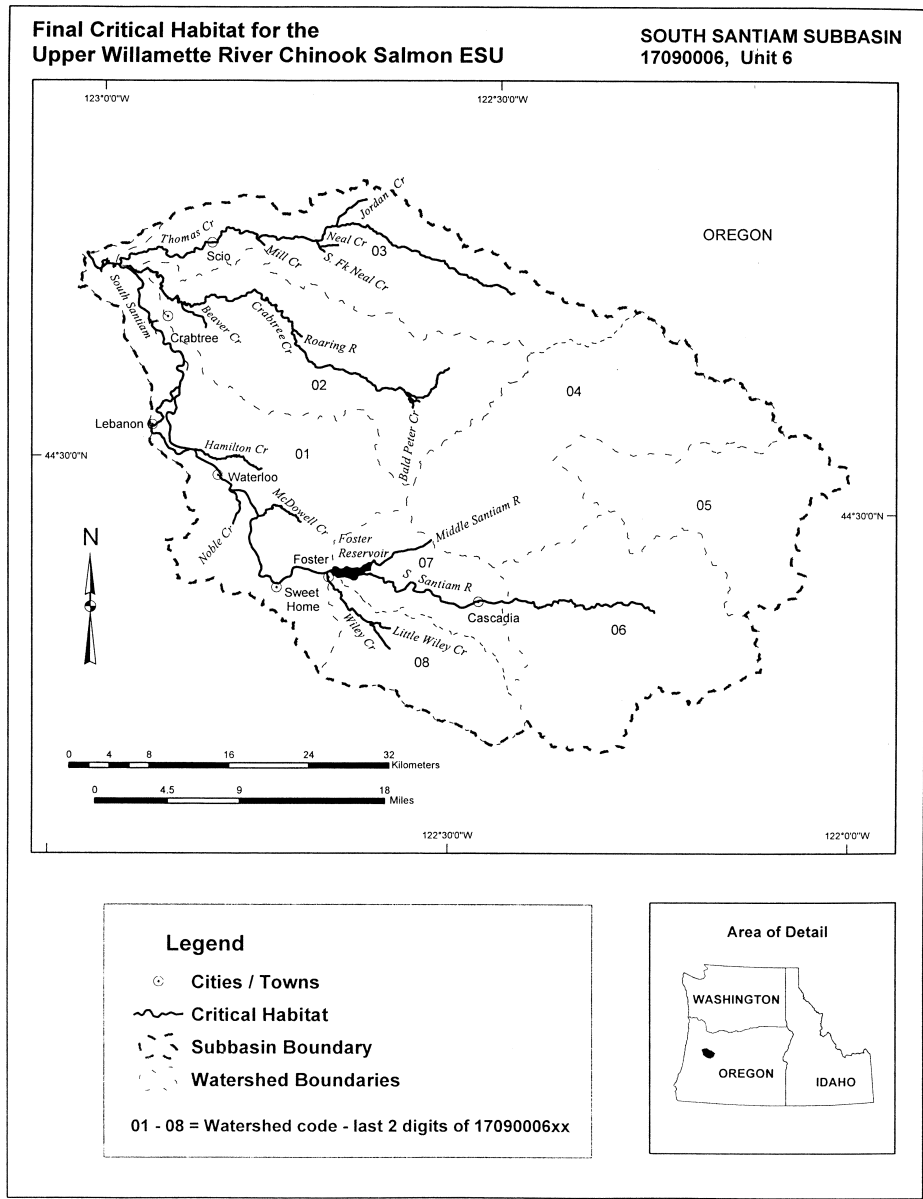 Final Critical Habitat for the
Upper Willamette River Chinook Salmon ESU
SOUTH SANTIAM SUBBASIN
17090006, Unit 6
123°0'0"W
122°30'0"W
OREGON
Jordan Cr
Thomas Cr
Scio
Neal Cr
03
Mill Cr
S. Fk Neal Cr
South Santiam
Beaver Cr
Crabtree
Crabtree Cr
Roaring R
02
04
Bald Peter Cr
Lebanon
44°30'0"N
Hamilton Cr
01
Waterloo
McDowell Cr
Noble Cr
05
44°30'0"N
Middle Santiam R
Foster
Reservoir
Foster
07
S. Santiam R
Sweet
Home
Cascadia
Wiley Cr
Little Wiley Cr
06
08
N
0 4 8 16 24 32
Kilometers
0 4.5 9 18
Miles
122°30'0"W
122°0'0"W
Legend
Cities / Towns
Critical Habitat
Subbasin Boundary
Watershed Boundaries
01 - 08 = Watershed code - last 2 digits of 17090006xx
Area of Detail
WASHINGTON
OREGON
IDAHO